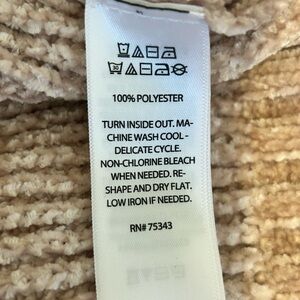 30
100% POLYESTER
TURN INSIDE OUT. MA-
CHINE WASH COOL -
DELICATE CYCLE.
NON-CHLORINE BLEACH
WHEN NEEDED. RE-
SHAPE AND DRY FLAT.
LOW IRON IF NEEDED.
RN# 75343